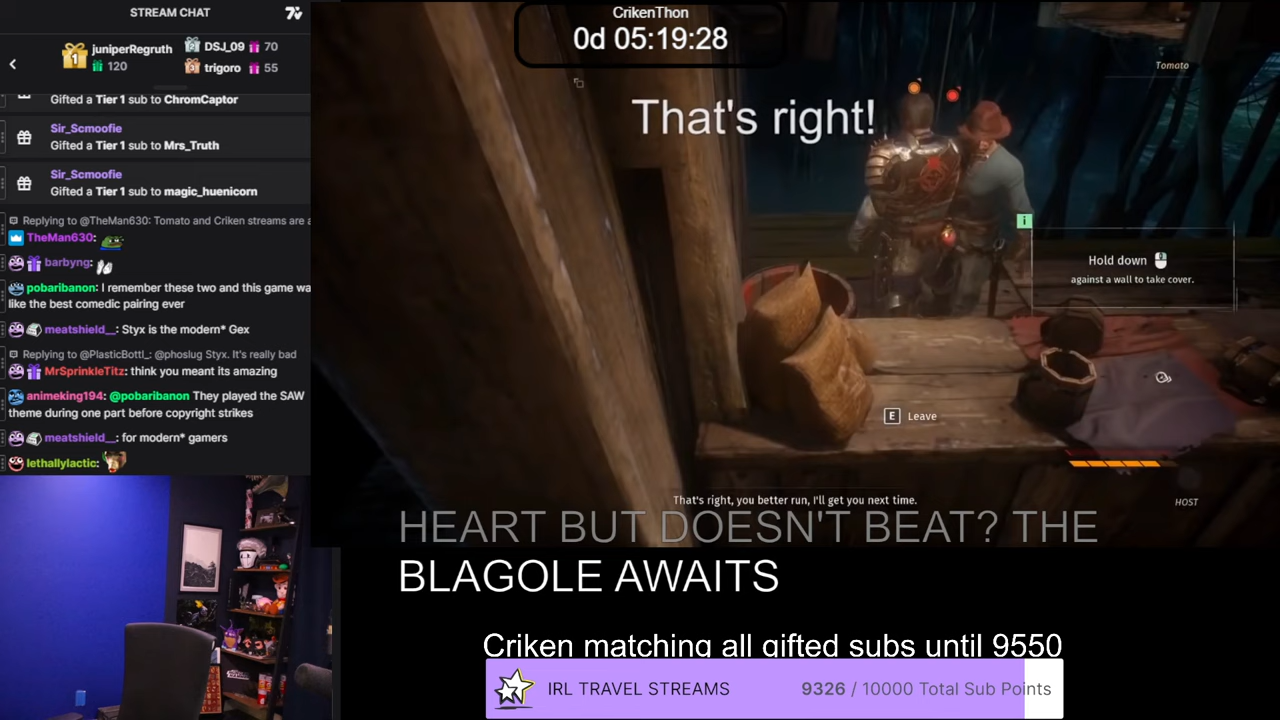 STREAM CHAT
1
juniperRegruth
120
DSJ_09 70
trigoro 55
Gifted a Tier 1 sub to ChromCaptor
Sir_Scmoofie
Gifted a Tier 1 sub to Mrs_Truth
Sir_Scmoofie
Gifted a Tier 1 sub to magic_huenicorn
Replying to @TheMan630: Tomato and Criken streams are a
TheMan630:
barbyng:
pobaribanon: I remember these two and this game wa
like the best comedic pairing ever
meatshield__: Styx is the modern* Gex
Replying to @PlasticBottl_: @phoslug Styx. It's really bad
MrSprinkleTitz: think you meant its amazing
animeking194: @pobaribanon They played the SAW
theme during one part before copyright strikes
meatshield__: for modern* gamers
lethallylactic:
CrikenThon
0d 05:19:28
That's right!
Tomato
i
Hold down
against a wall to take cover.
E Leave
That's right, you better run, I'll get you next time.
HOST
HEART BUT DOESN'T BEAT? THE
BLAGOLE AWAITS
Criken matching all gifted subs until 9550
IRL TRAVEL STREAMS 9326 / 10000 Total Sub Points